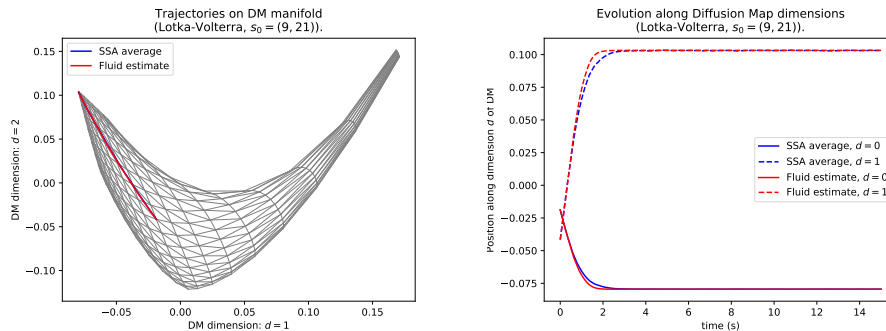 Trajectories on DM manifold
(Lotka-Volterra, s₀ = (9, 21)).
SSA average
Fluid estimate
0.15
0.10
0.05
0.00
−0.05
−0.10
−0.05
0.00
0.05
0.10
0.15
DM dimension: d = 2
DM dimension: d = 1
Evolution along Diffusion Map dimensions
(Lotka-Volterra, s₀ = (9, 21)).
0.100
0.075
0.050
0.025
0.000
−0.025
−0.050
−0.075
Position along dimension d of DM
SSA average, d = 0
SSA average, d = 1
Fluid estimate, d = 0
Fluid estimate, d = 1
0
2
4
6
8
10
12
14
time (s)